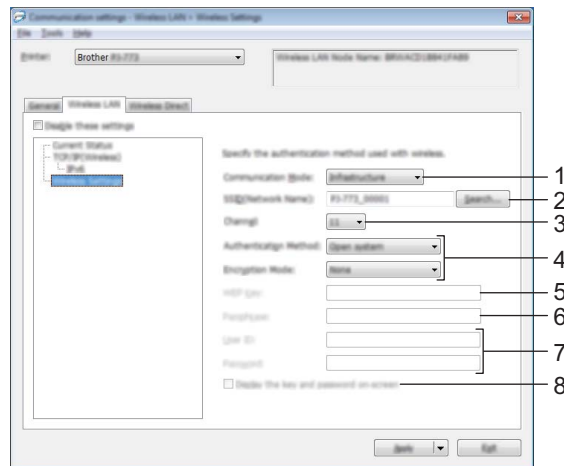 Communication settings - Wireless LAN > Wireless Settings
File Tools Help
Printer: Brother PJ-773
Wireless LAN Node Name:
General Wireless LAN Wireless Direct
Disable these settings
Current Status
TCP/IP(Wireless)
IPv6
Wireless Settings
Specify the authentication method used with wireless.
Communication Mode: Infrastructure 1
SSID(Network Name): PJ-773_00001 Search... 2
Channel: 11 3
Authentication Method: Open system
4
Encryption Mode: None
WEP Key: 5
Passphrase: 6
User ID:
7
Password:
Display the key and password on-screen 8
Apply Exit